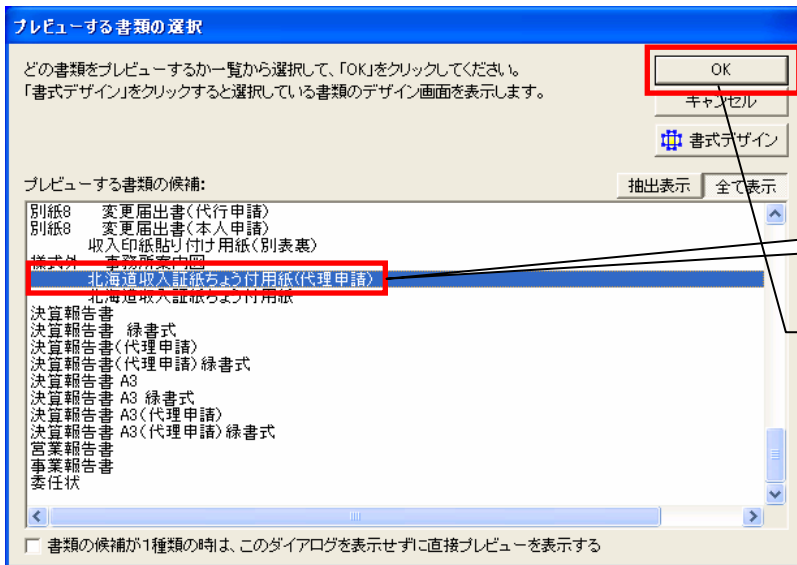 プレビューする書類の選択
どの書類をプレビューするか一覧から選択して、「OK」をクリックしてください。
「書式デザイン」をクリックすると選択している書類のデザイン画面を表示します。
OK
キャンセル
書式デザイン
プレビューする書類の候補:
抽出表示 全て表示
別紙8 変更届出書(代行申請)
別紙8 変更届出書(本人申請)
収入印紙貼り付け用紙(別表裏)
様式外 事務所案内図
北海道収入証紙ちょう付用紙(代理申請)
北海道収入証紙ちょう付用紙
決算報告書
決算報告書 緑書式
決算報告書(代理申請)
決算報告書(代理申請)緑書式
決算報告書 A3
決算報告書 A3 緑書式
決算報告書 A3(代理申請)
決算報告書 A3(代理申請)緑書式
営業報告書
事業報告書
委任状
書類の候補が1種類の時は、このダイアログを表示せずに直接プレビューを表示する